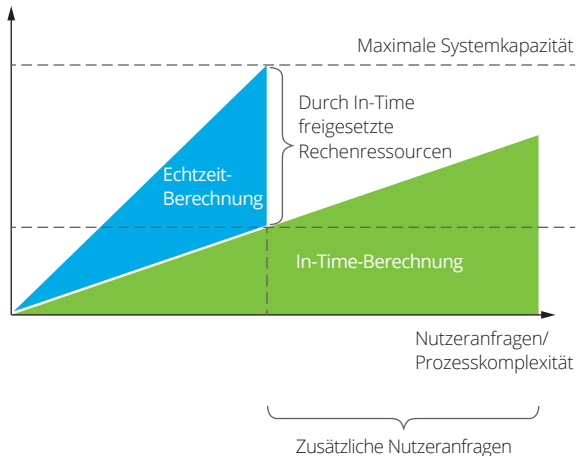 Maximale Systemkapazität
Durch In-Time
freigesetzte
Rechenressourcen
Echtzeit-
Berechnung
In-Time-Berechnung
Nutzeranfragen/
Prozesskomplexität
Zusätzliche Nutzeranfragen